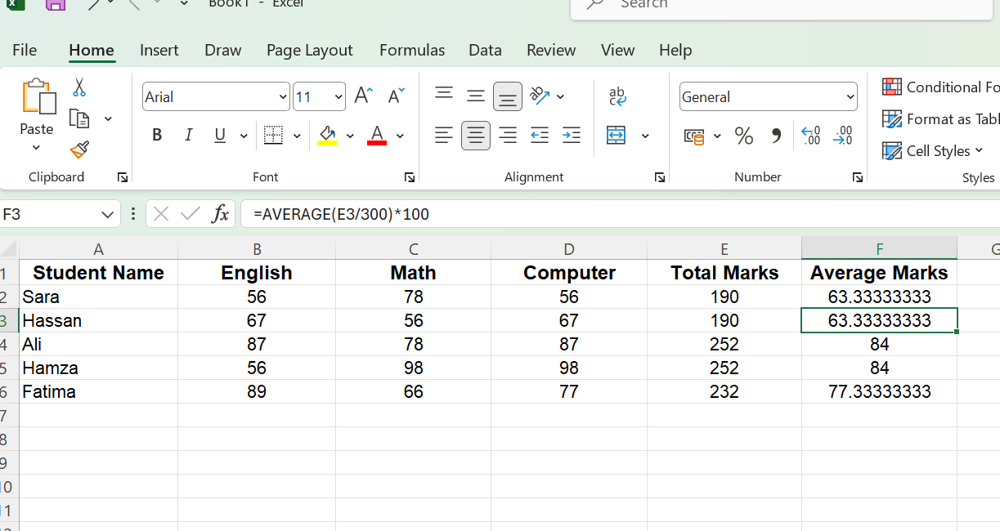 Book1 - Excel
Search
File Home Insert Draw Page Layout Formulas Data Review View Help
Paste
Arial 11
B I U A
ab
General
Conditional Fo
Format as Tabl
Cell Styles
Clipboard Font Alignment Number Styles
F3 fx =AVERAGE(E3/300)*100
A B C D E F G
1 Student Name English Math Computer Total Marks Average Marks
2 Sara 56 78 56 190 63.33333333
3 Hassan 67 56 67 190 63.33333333
4 Ali 87 78 87 252 84
5 Hamza 56 98 98 252 84
6 Fatima 89 66 77 232 77.33333333
7
8
9
10
11